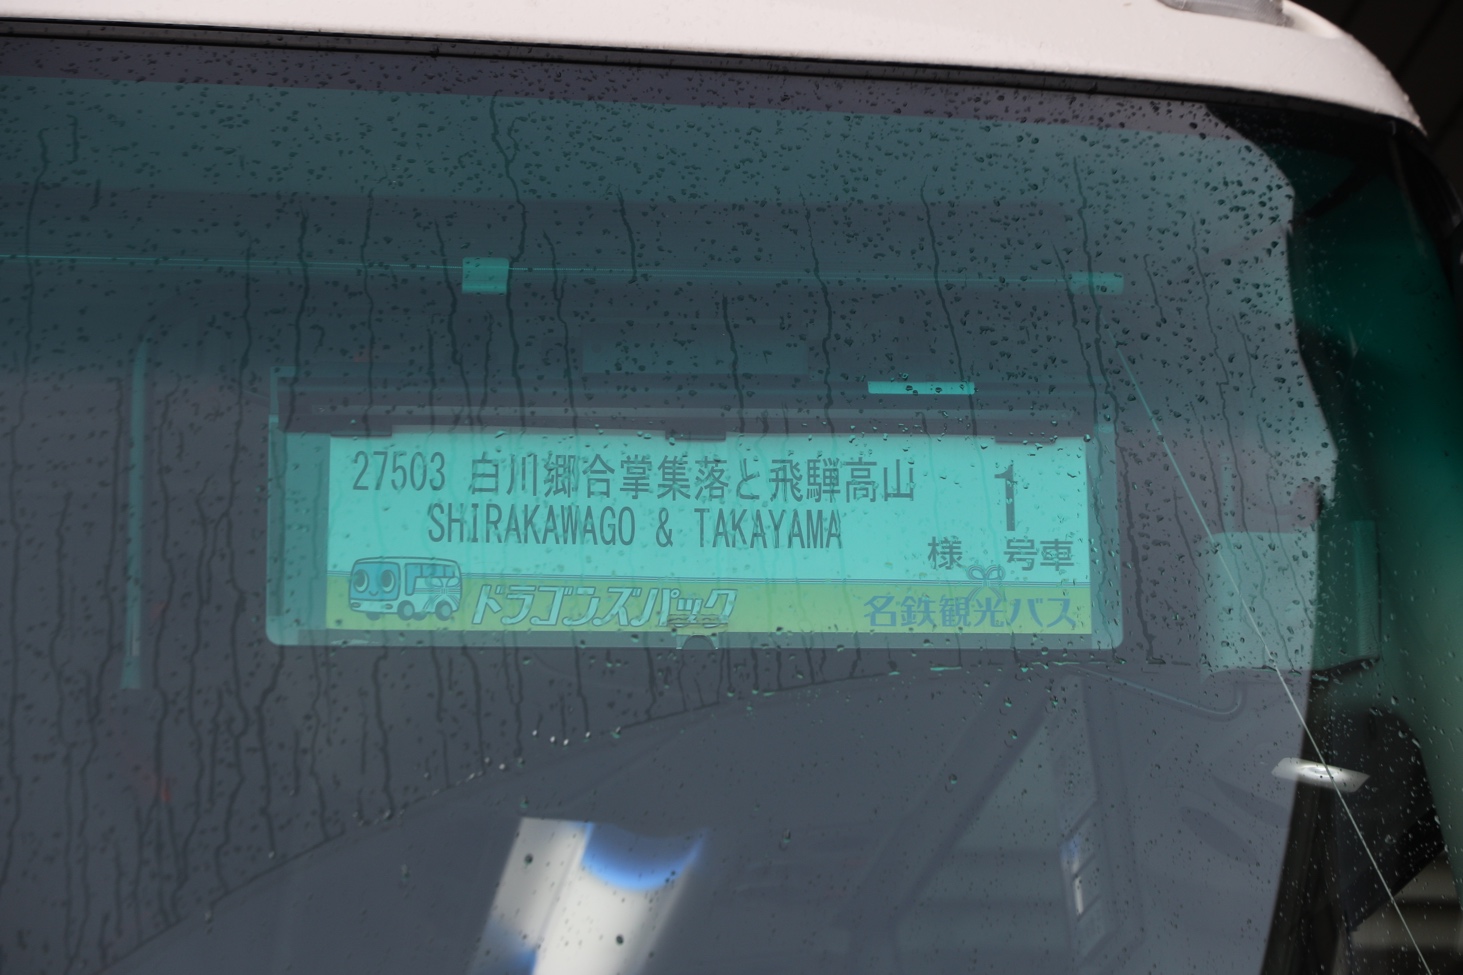 27503 白川郷合掌集落と飛騨高山
SHIRAKAWAGO & TAKAYAMA
1
様 号車
ドラゴンズパック
名鉄観光バス